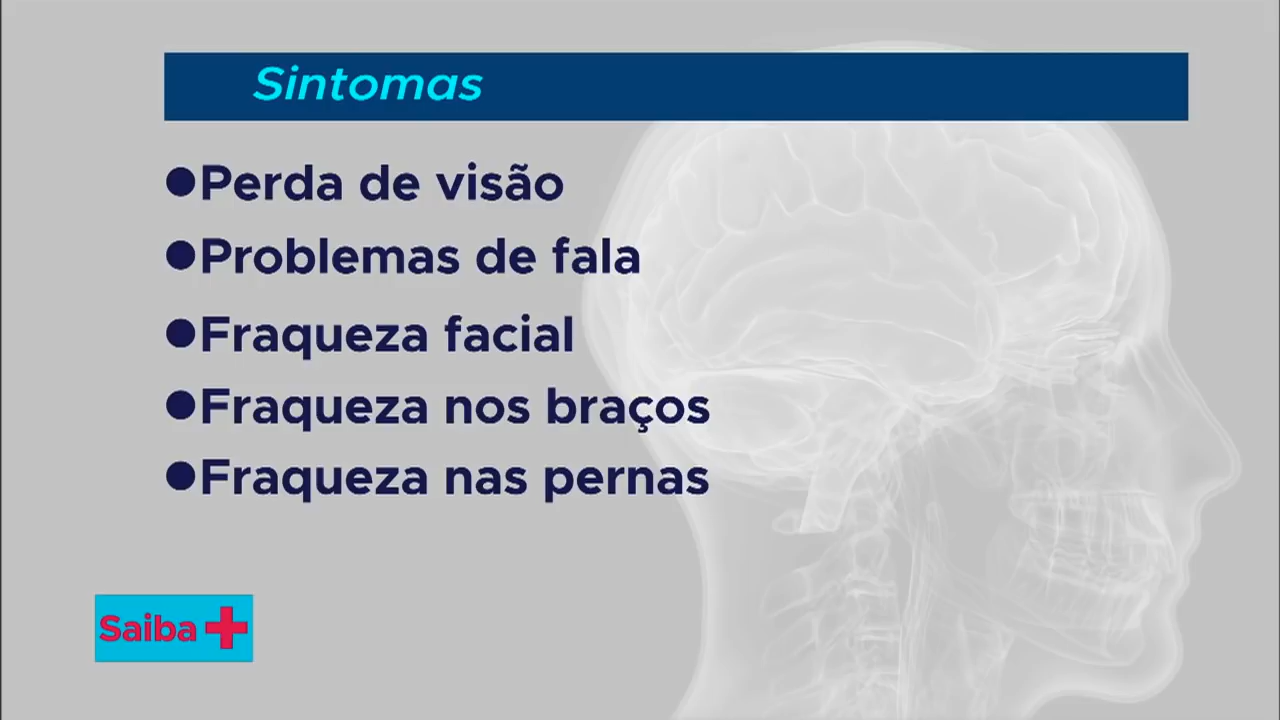 Sintomas
●Perda de visão
●Problemas de fala
●Fraqueza facial
●Fraqueza nos braços
●Fraqueza nas pernas
Saiba+